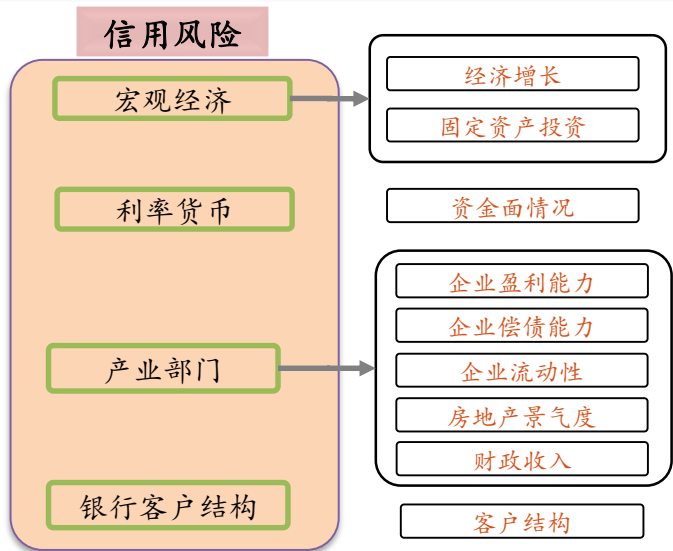 信用风险
宏观经济
经济增长
固定资产投资
利率货币
资金面情况
产业部门
企业盈利能力
企业偿债能力
企业流动性
房地产景气度
财政收入
银行客户结构
客户结构